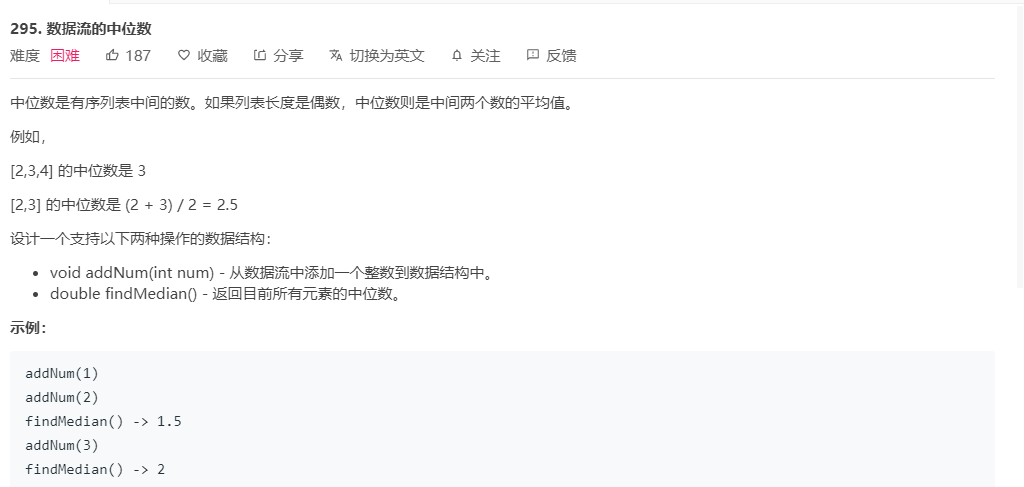 295. 数据流的中位数
难度 困难 187 收藏 分享 切换为英文 关注 反馈
中位数是有序列表中间的数。如果列表长度是偶数，中位数则是中间两个数的平均值。
例如，
[2,3,4] 的中位数是 3
[2,3] 的中位数是 (2 + 3) / 2 = 2.5
设计一个支持以下两种操作的数据结构：
• void addNum(int num) - 从数据流中添加一个整数到数据结构中。
• double findMedian() - 返回目前所有元素的中位数。
示例：
addNum(1)
addNum(2)
findMedian() -> 1.5
addNum(3)
findMedian() -> 2